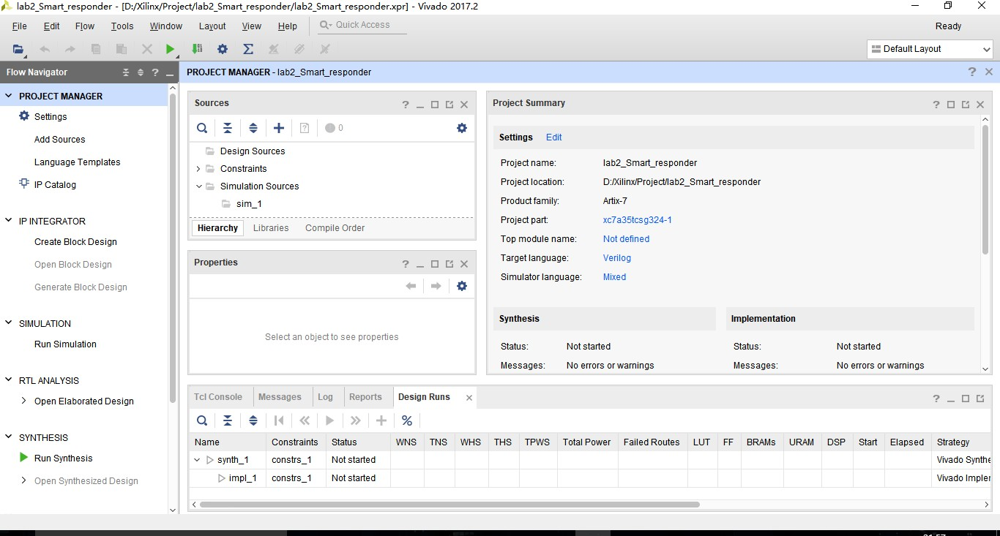 lab2_Smart_responder - [D:/Xilinx/Project/lab2_Smart_responder/lab2_Smart_responder.xpr] - Vivado 2017.2
File Edit Flow Tools Window Layout View Help Quick Access Ready
Default Layout
Flow Navigator
PROJECT MANAGER
Settings
Add Sources
Language Templates
IP Catalog
IP INTEGRATOR
Create Block Design
Open Block Design
Generate Block Design
SIMULATION
Run Simulation
RTL ANALYSIS
Open Elaborated Design
SYNTHESIS
Run Synthesis
Open Synthesized Design
PROJECT MANAGER - lab2_Smart_responder
Sources
0
Design Sources
Constraints
Simulation Sources
sim_1
Hierarchy Libraries Compile Order
Properties
Select an object to see properties
Project Summary
Settings Edit
Project name: lab2_Smart_responder
Project location: D:/Xilinx/Project/lab2_Smart_responder
Product family: Artix-7
Project part: xc7a35tcsg324-1
Top module name: Not defined
Target language: Verilog
Simulator language: Mixed
Synthesis Implementation
Status: Not started Status: Not started
Messages: No errors or warnings Messages: No errors or warnings
Tcl Console Messages Log Reports Design Runs
Name Constraints Status WNS TNS WHS THS TPWS Total Power Failed Routes LUT FF BRAMs URAM DSP Start Elapsed Strategy
synth_1 constrs_1 Not started Vivado Synthe
impl_1 constrs_1 Not started Vivado Impler